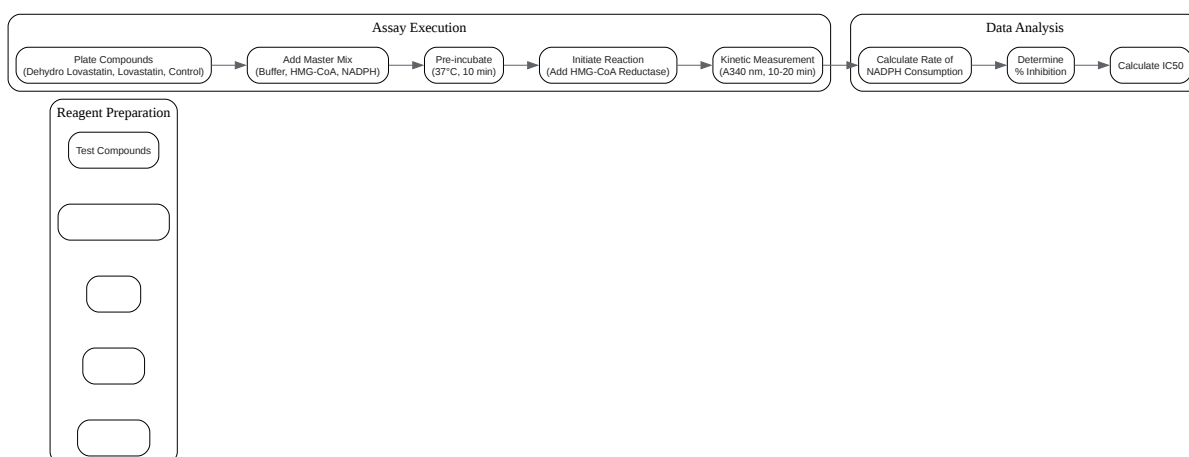 Assay Execution
Plate Compounds
(Dehydro Lovastatin, Lovastatin, Control)
Add Master Mix
(Buffer, HMG-CoA, NADPH)
Pre-incubate
(37°C, 10 min)
Initiate Reaction
(Add HMG-CoA Reductase)
Kinetic Measurement
(A340 nm, 10-20 min)
Data Analysis
Calculate Rate of
NADPH Consumption
Determine
% Inhibition
Calculate IC50
Reagent Preparation
Test Compounds